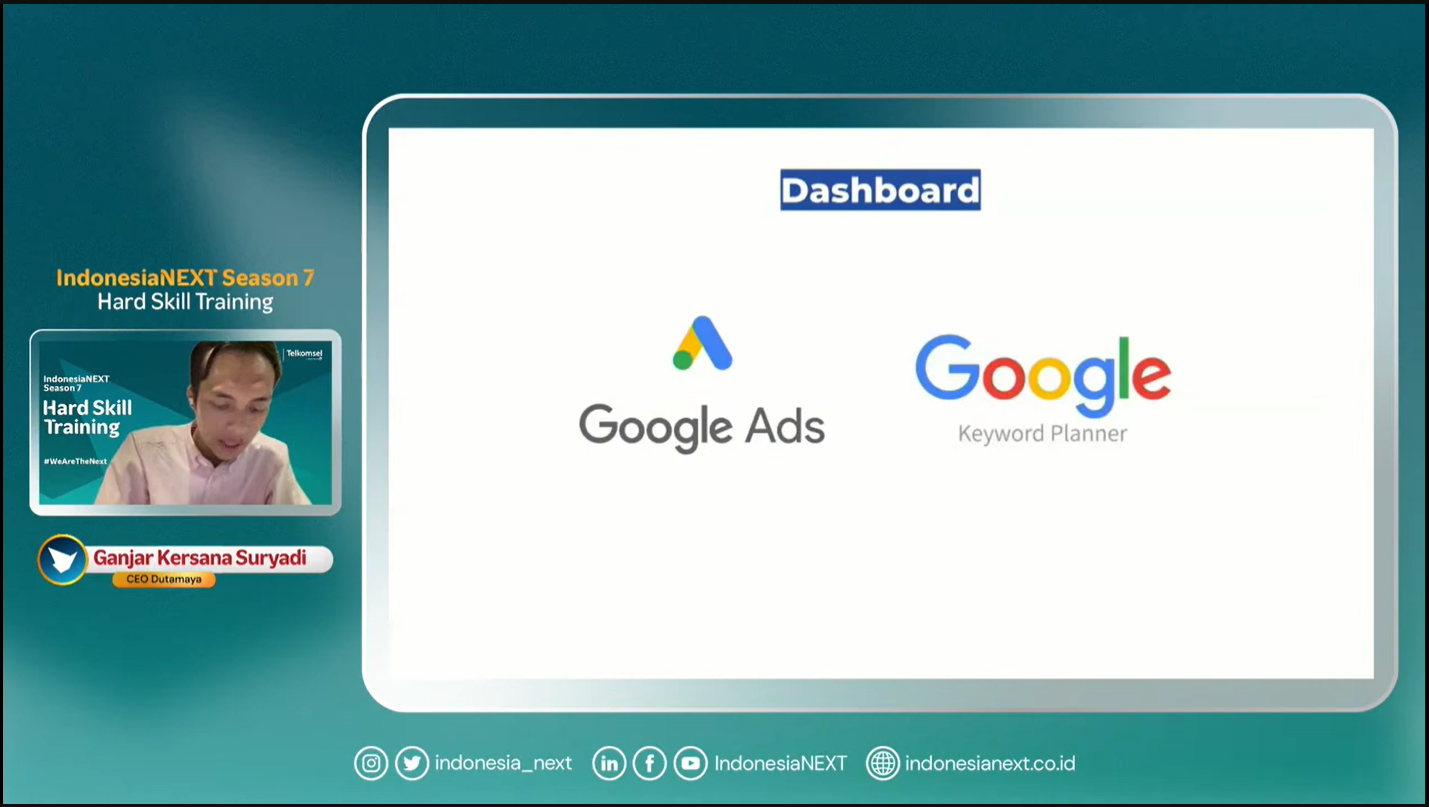 Dashboard
Google Ads
Google
Keyword Planner
IndonesiaNEXT Season 7
Hard Skill Training
Telkomsel
IndonesiaNEXT
Season 7
Hard Skill
Training
#WeAreTheNext
Ganjar Kersana Suryadi
CEO Dutamaya
indonesia_next IndonesiaNEXT indonesianext.co.id